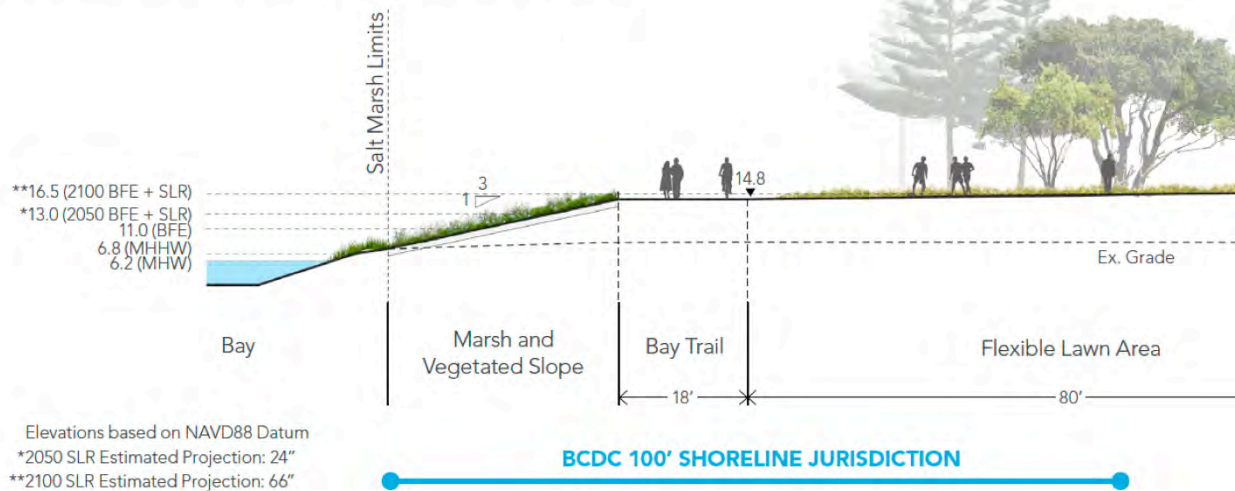 Salt Marsh Limits
**16.5 (2100 BFE + SLR)
*13.0 (2050 BFE + SLR)
11.0 (BFE)
6.8 (MHHW)
6.2 (MHW)
3
1
14.8
Ex. Grade
Bay
Marsh and
Vegetated Slope
Bay Trail
Flexible Lawn Area
18'
80'
Elevations based on NAVD88 Datum
*2050 SLR Estimated Projection: 24"
**2100 SLR Estimated Projection: 66"
BCDC 100' SHORELINE JURISDICTION